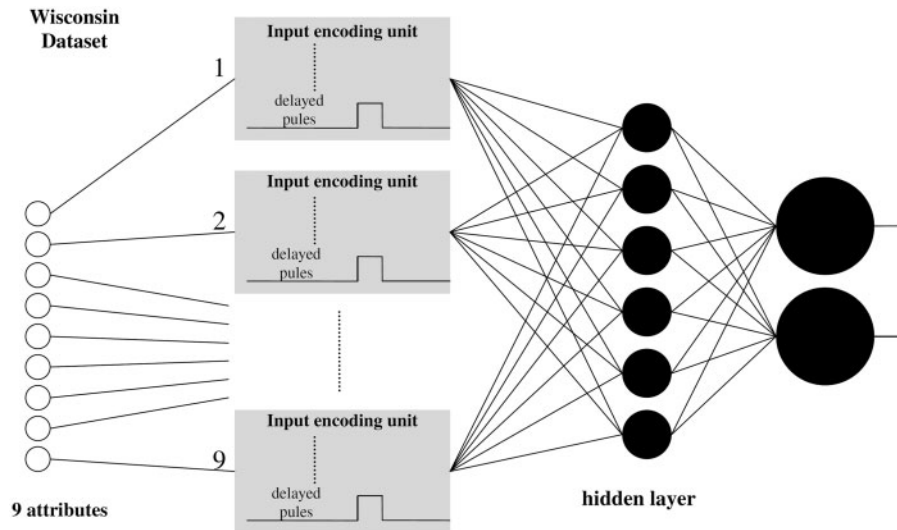 Wisconsin
Dataset
1
Input encoding unit
delayed
pules
2
Input encoding unit
delayed
pules
9
Input encoding unit
delayed
pules
9 attributes
hidden layer